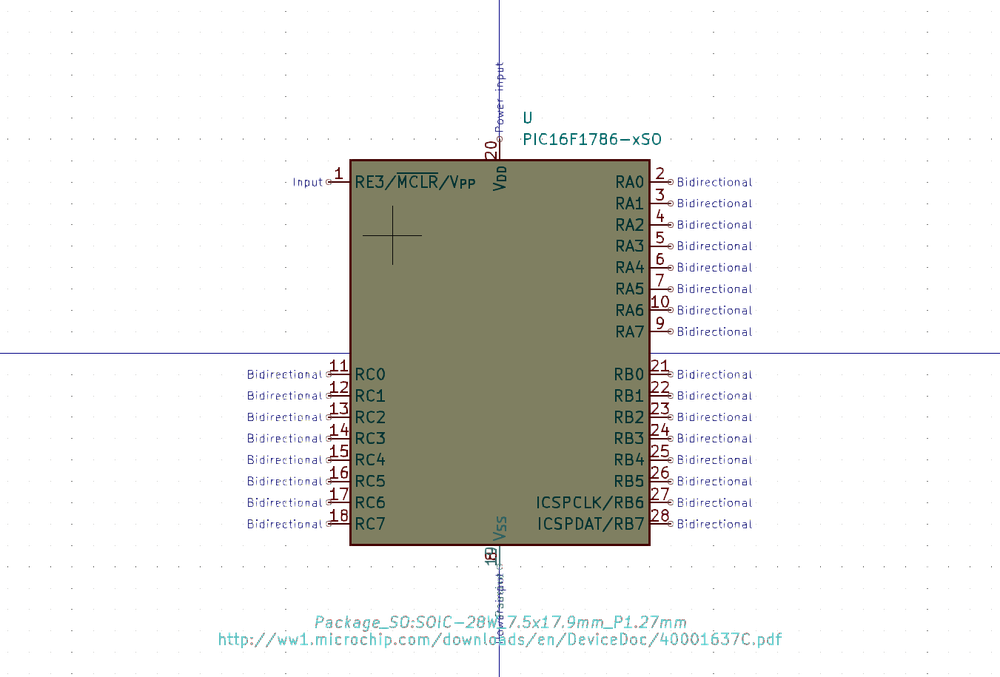 Power input
U
20
PIC16F1786-xSO
VDD
Input 1 RE3/MCLR/VPP
RA0 2 Bidirectional
RA1 3 Bidirectional
RA2 4 Bidirectional
RA3 5 Bidirectional
RA4 6 Bidirectional
RA5 7 Bidirectional
RA6 10 Bidirectional
RA7 9 Bidirectional
Bidirectional 11 RC0
RB0 21 Bidirectional
Bidirectional 12 RC1
RB1 22 Bidirectional
Bidirectional 13 RC2
RB2 23 Bidirectional
Bidirectional 14 RC3
RB3 24 Bidirectional
Bidirectional 15 RC4
RB4 25 Bidirectional
Bidirectional 16 RC5
RB5 26 Bidirectional
Bidirectional 17 RC6
ICSPCLK/RB6 27 Bidirectional
Bidirectional 18 RC7
ICSPDAT/RB7 28 Bidirectional
VSS
Package_SO:SOIC-28W_7.5x17.9mm_P1.27mm
http://ww1.microchip.com/downloads/en/DeviceDoc/40001637C.pdf